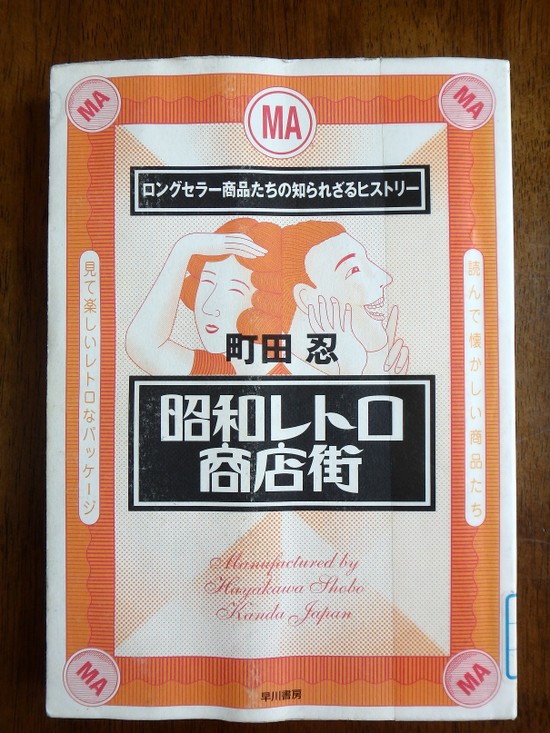 MA
MA
MA
ロングセラー商品たちの知られざるヒストリー
見て楽しいレトロなパッケージ
読んで懐かしい商品たち
町田 忍
昭和レトロ
商店街
Manufactured by
Hayakawa Shobo
Kanda Japan
MA
MA
早川書房